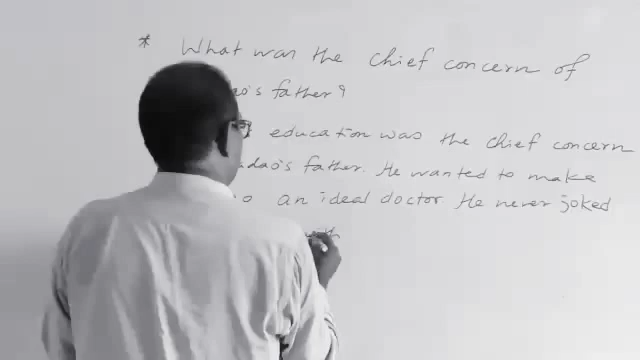 * What was the chief concern of
ao's father?
education was the chief concern
adao's father. He wanted to make
o an ideal doctor He never joked